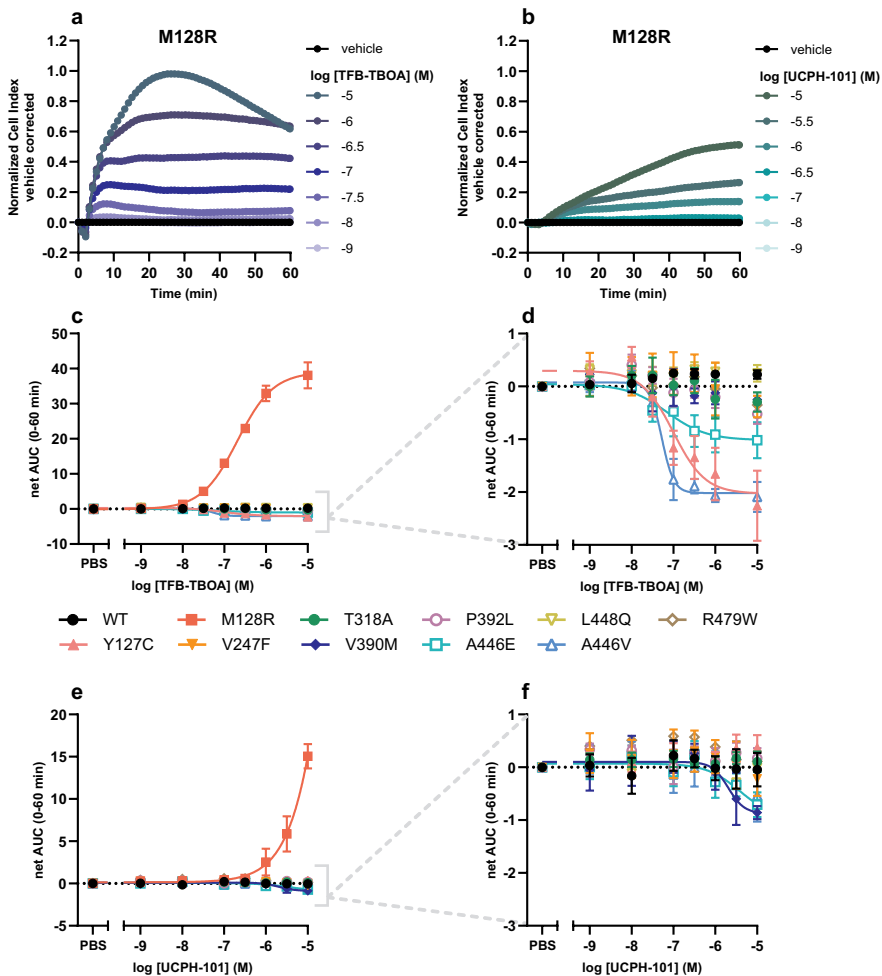 a
M128R
Normalized Cell Index
vehicle corrected
1.2
1.0
0.8
0.6
0.4
0.2
0.0
-0.2
0 10 20 30 40 50 60
Time (min)
vehicle
log [TFB-TBOA] (M)
-5
-6
-6.5
-7
-7.5
-8
-9
b
M128R
Normalized Cell Index
vehicle corrected
1.2
1.0
0.8
0.6
0.4
0.2
0.0
-0.2
0 10 20 30 40 50 60
Time (min)
vehicle
log [UCPH-101] (M)
-5
-5.5
-6
-6.5
-7
-8
-9
c
net AUC (0-60 min)
50
40
30
20
10
0
-10
PBS -9 -8 -7 -6 -5
log [TFB-TBOA] (M)
d
net AUC (0-60 min)
1
0
-1
-2
-3
PBS -9 -8 -7 -6 -5
log [TFB-TBOA] (M)
WT M128R T318A P392L L448Q R479W
Y127C V247F V390M A446E A446V
e
net AUC (0-60 min)
20
15
10
5
0
-5
PBS -9 -8 -7 -6 -5
log [UCPH-101] (M)
f
net AUC (0-60 min)
1
0
-1
-2
-3
PBS -9 -8 -7 -6 -5
log [UCPH-101] (M)